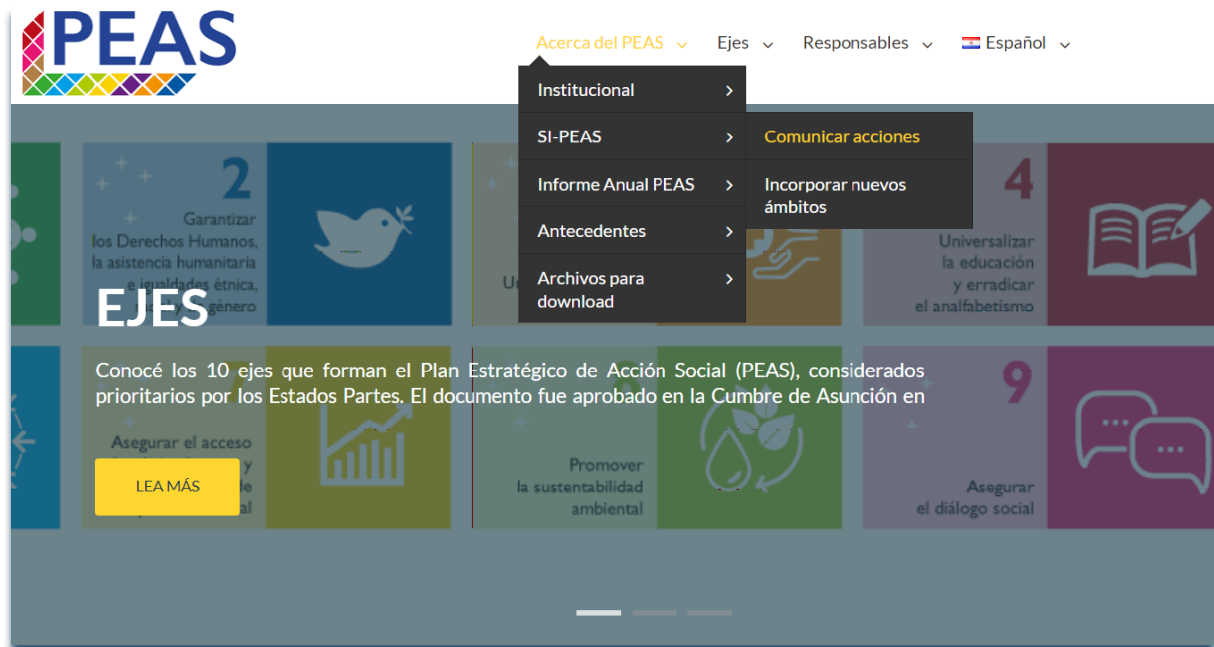 PEAS
Acerca del PEAS
Ejes
Responsables
Español
Institucional
SI-PEAS
Informe Anual PEAS
Antecedentes
Archivos para
download
Comunicar acciones
Incorporar nuevos
ámbitos
2
Garantizar
los Derechos Humanos,
la asistencia humanitaria
e igualdades étnica,
género
4
Universalizar
la educación
y erradicar
el analfabetismo
EJES
Conocé los 10 ejes que forman el Plan Estratégico de Acción Social (PEAS), considerados
prioritarios por los Estados Partes. El documento fue aprobado en la Cumbre de Asunción en
Asegurar el acceso
y
LEA MÁS
Promover
la sustentabilidad
ambiental
9
Asegurar
el diálogo social